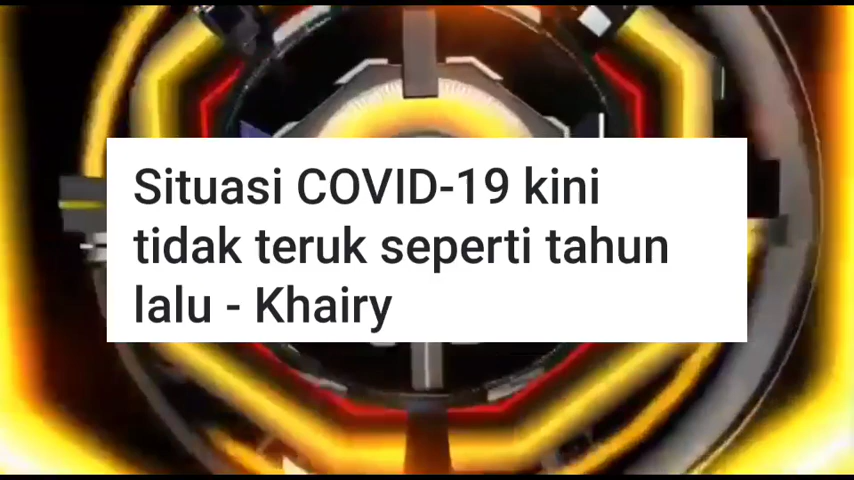 Situasi COVID-19 kini
tidak teruk seperti tahun
lalu - Khairy